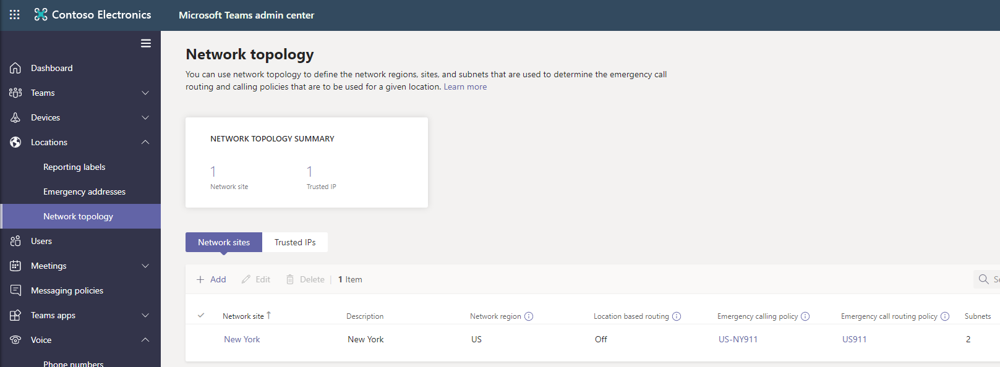 Contoso Electronics
Microsoft Teams admin center
Dashboard
Teams
Devices
Locations
Reporting labels
Emergency addresses
Network topology
Users
Meetings
Messaging policies
Teams apps
Voice
Phone numbers
Network topology
You can use network topology to define the network regions, sites, and subnets that are used to determine the emergency call
routing and calling policies that are to be used for a given location. Learn more
NETWORK TOPOLOGY SUMMARY
1 1
Network site Trusted IP
Network sites Trusted IPs
Add Edit Delete | 1 Item
Network site ↑ Description Network region Location based routing Emergency calling policy Emergency call routing policy Subnets
New York New York US Off US-NY911 US911 2